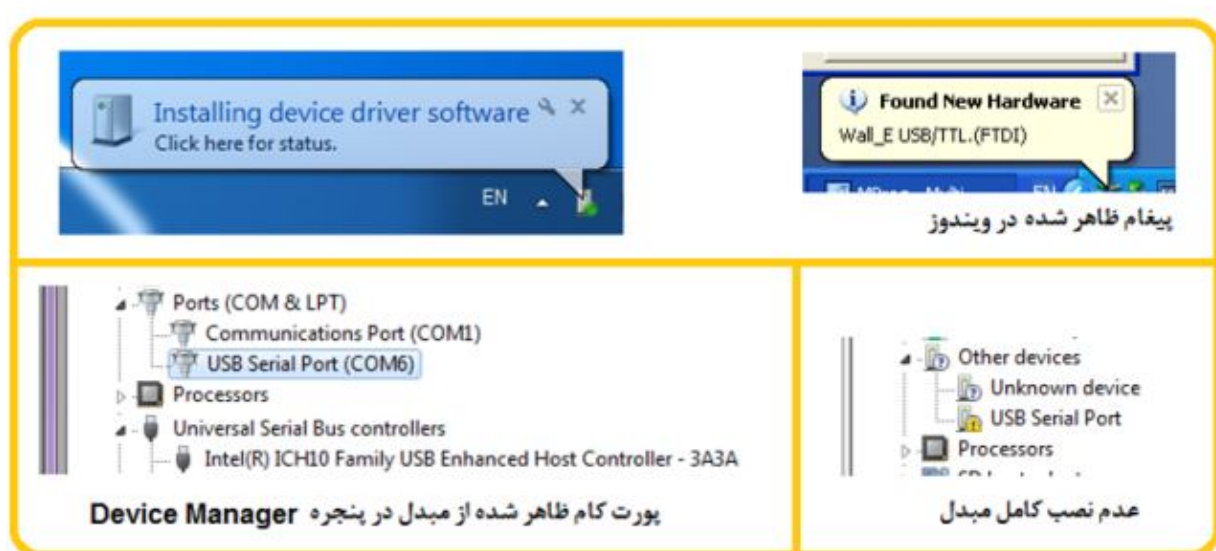 Installing device driver software
Click here for status.
EN
Found New Hardware
Wall_E USB/TTL.(FTDI)
EN
پیغام ظاهر شده در ویندوز
Ports (COM & LPT)
Communications Port (COM1)
USB Serial Port (COM6)
Processors
Universal Serial Bus controllers
Intel(R) ICH10 Family USB Enhanced Host Controller - 3A3A
پورت کام ظاهر شده از مبدل در پنجره Device Manager
Other devices
Unknown device
USB Serial Port
Processors
عدم نصب کامل مبدل